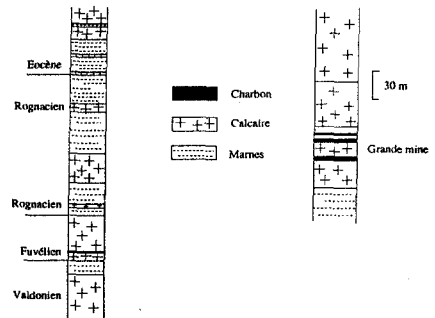 Eocène
Rognacien
Rognacien
Fuvélien
Valdonien
Charbon
Calcaire
Marnes
30 m
Grande mine